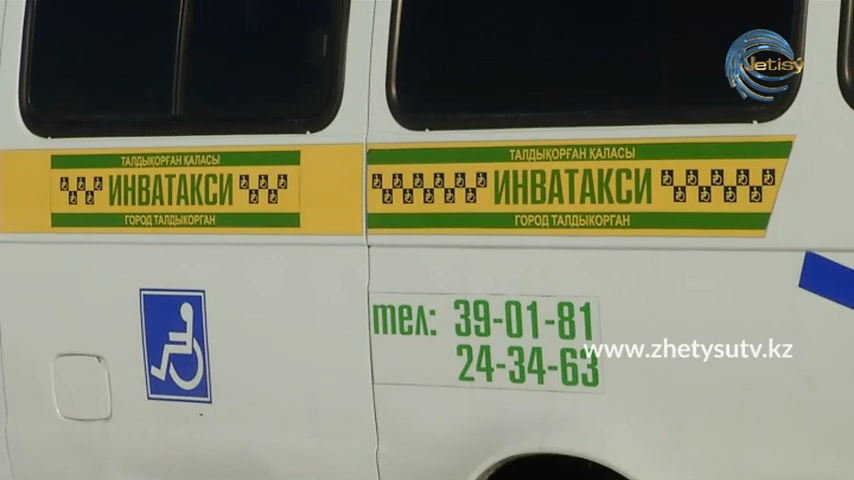 Jetisý
ТАЛДЫҚОРҒАН ҚАЛАСЫ
ИНВАТАКСИ
ГОРОД ТАЛДЫКОРГАН
ТАЛДЫҚОРҒАН ҚАЛАСЫ
ИНВАТАКСИ
ГОРОД ТАЛДЫКОРГАН
тел: 39-01-81
24-34-63
www.zhetysutv.kz